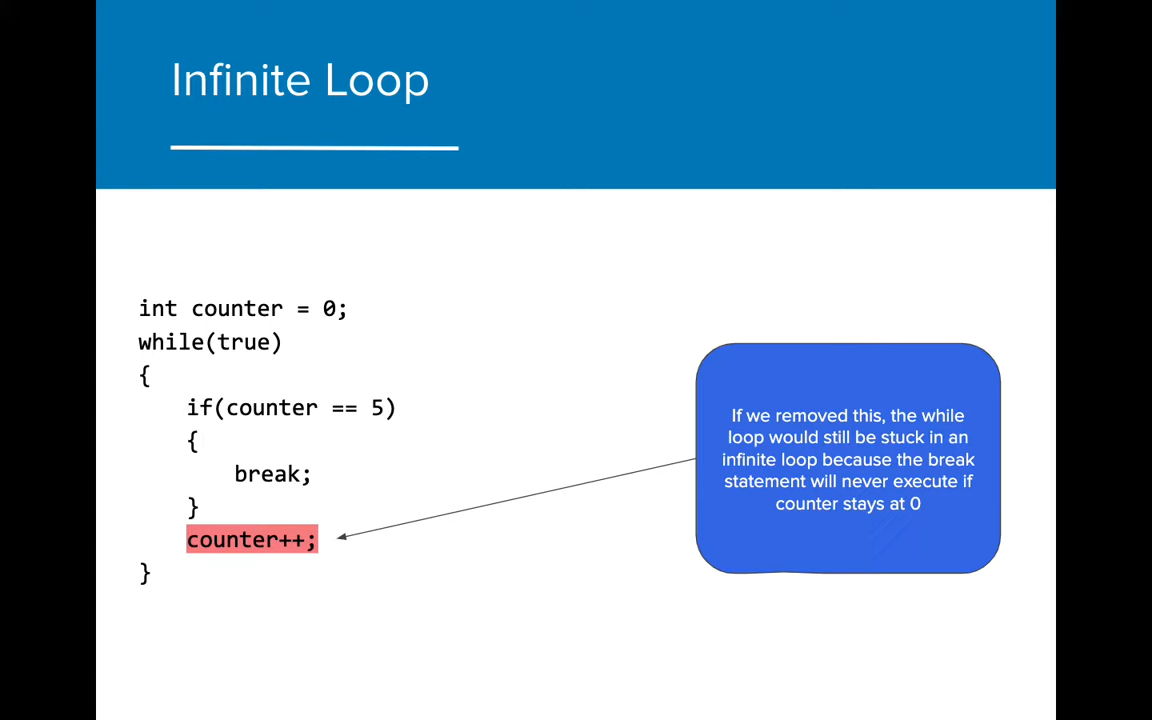 Infinite Loop
int counter = 0;
while(true)
{
if(counter == 5)
{
break;
}
counter++;
}
If we removed this, the while
loop would still be stuck in an
infinite loop because the break
statement will never execute if
counter stays at 0